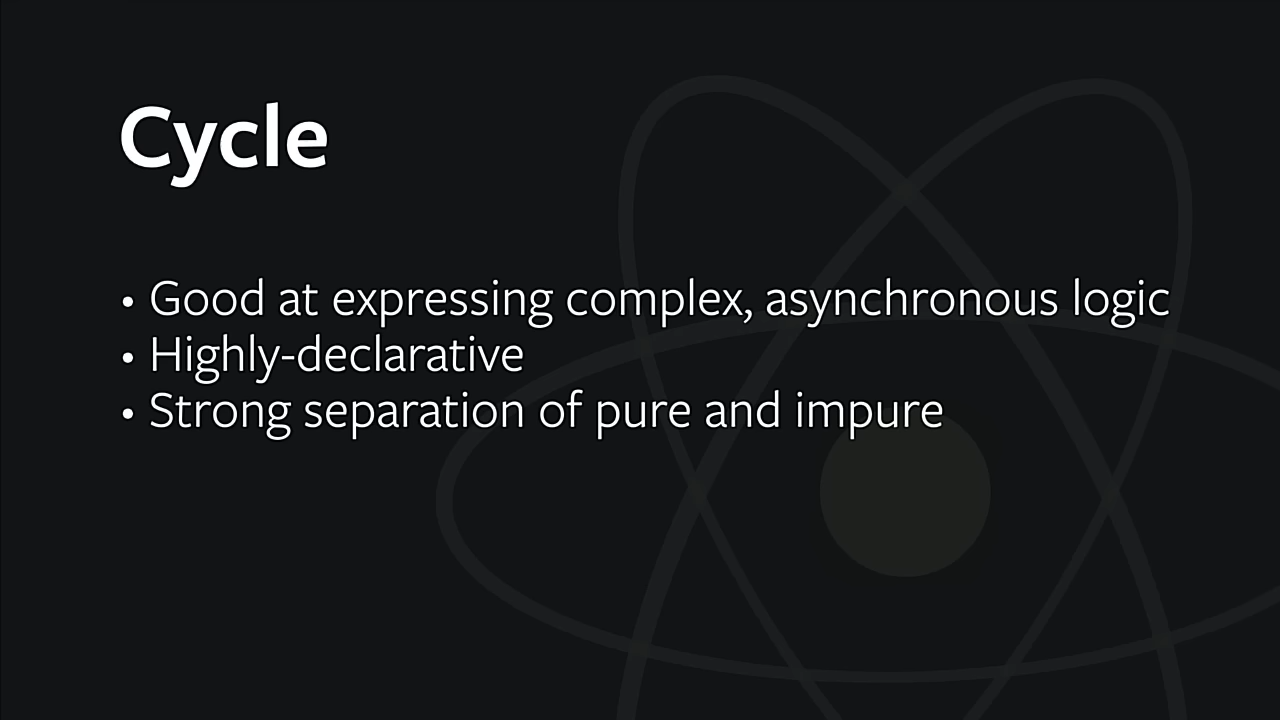 Cycle
• Good at expressing complex, asynchronous logic
• Highly-declarative
• Strong separation of pure and impure